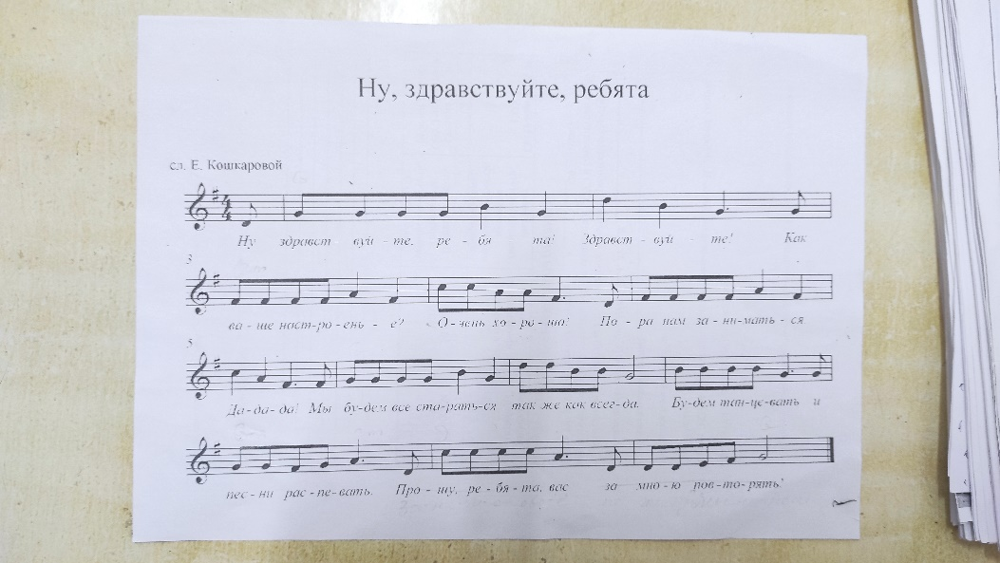 Ну, здравствуйте, ребята
сл. Е. Кошкаровой
Ну здравст - вуй - те, ре - бя та! Здравст - вуй - те! Как
3
ва - ше наст-ро-ень - е? О-чень хо-ро-ша! По - ра нам за-ни-мать-ся
5
Да-да-да! Мы бу-дем все ста-рать-ся так же как всег-да. Бу-дем тан-це-вать и
пес-ни рас-пе-вать. Про-шу, ре-бя-та, вас за мно-ю пов-то-рять!